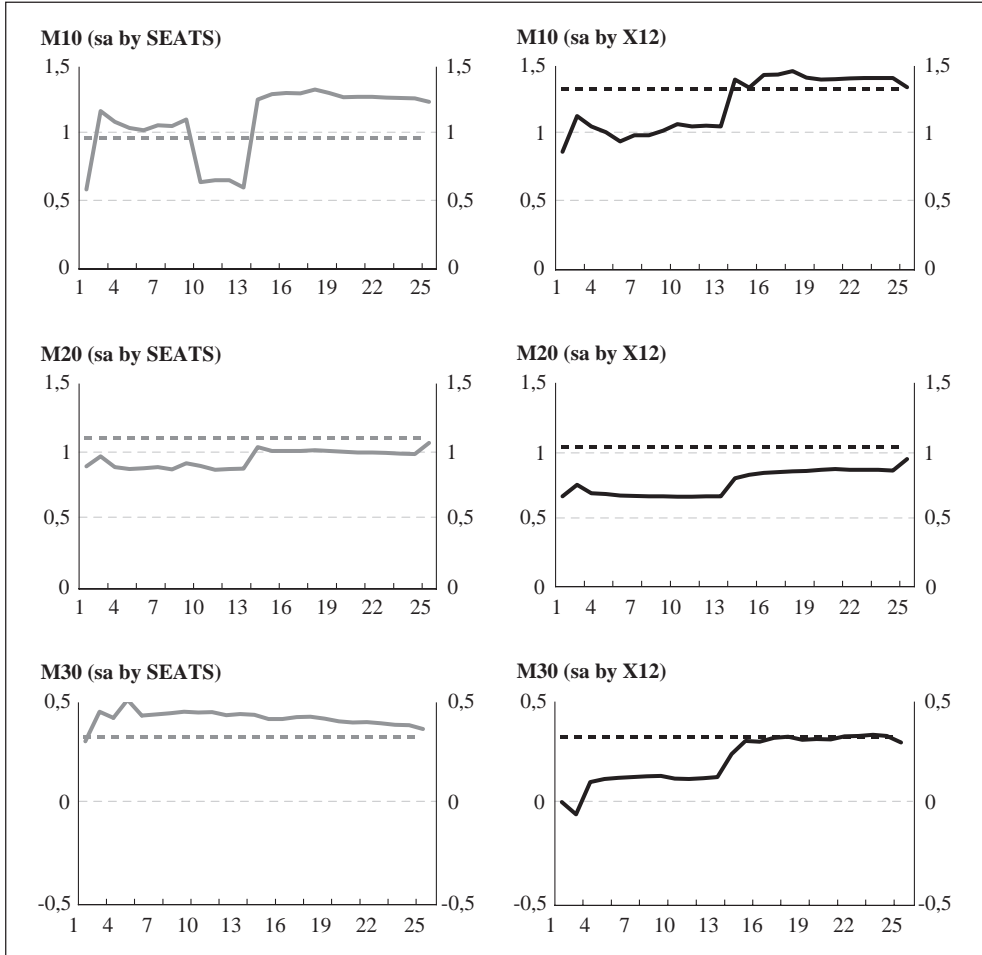 M10 (sa by SEATS)
1,5 1,5
1 1
0,5 0,5
0 0
1 4 7 10 13 16 19 22 25
M10 (sa by X12)
1,5 1,5
1 1
0,5 0,5
0 0
1 4 7 10 13 16 19 22 25
M20 (sa by SEATS)
1,5 1,5
1 1
0,5 0,5
0 0
1 4 7 10 13 16 19 22 25
M20 (sa by X12)
1,5 1,5
1 1
0,5 0,5
0 0
1 4 7 10 13 16 19 22 25
M30 (sa by SEATS)
0,5 0,5
0 0
-0,5 -0,5
1 4 7 10 13 16 19 22 25
M30 (sa by X12)
0,5 0,5
0 0
-0,5 -0,5
1 4 7 10 13 16 19 22 25